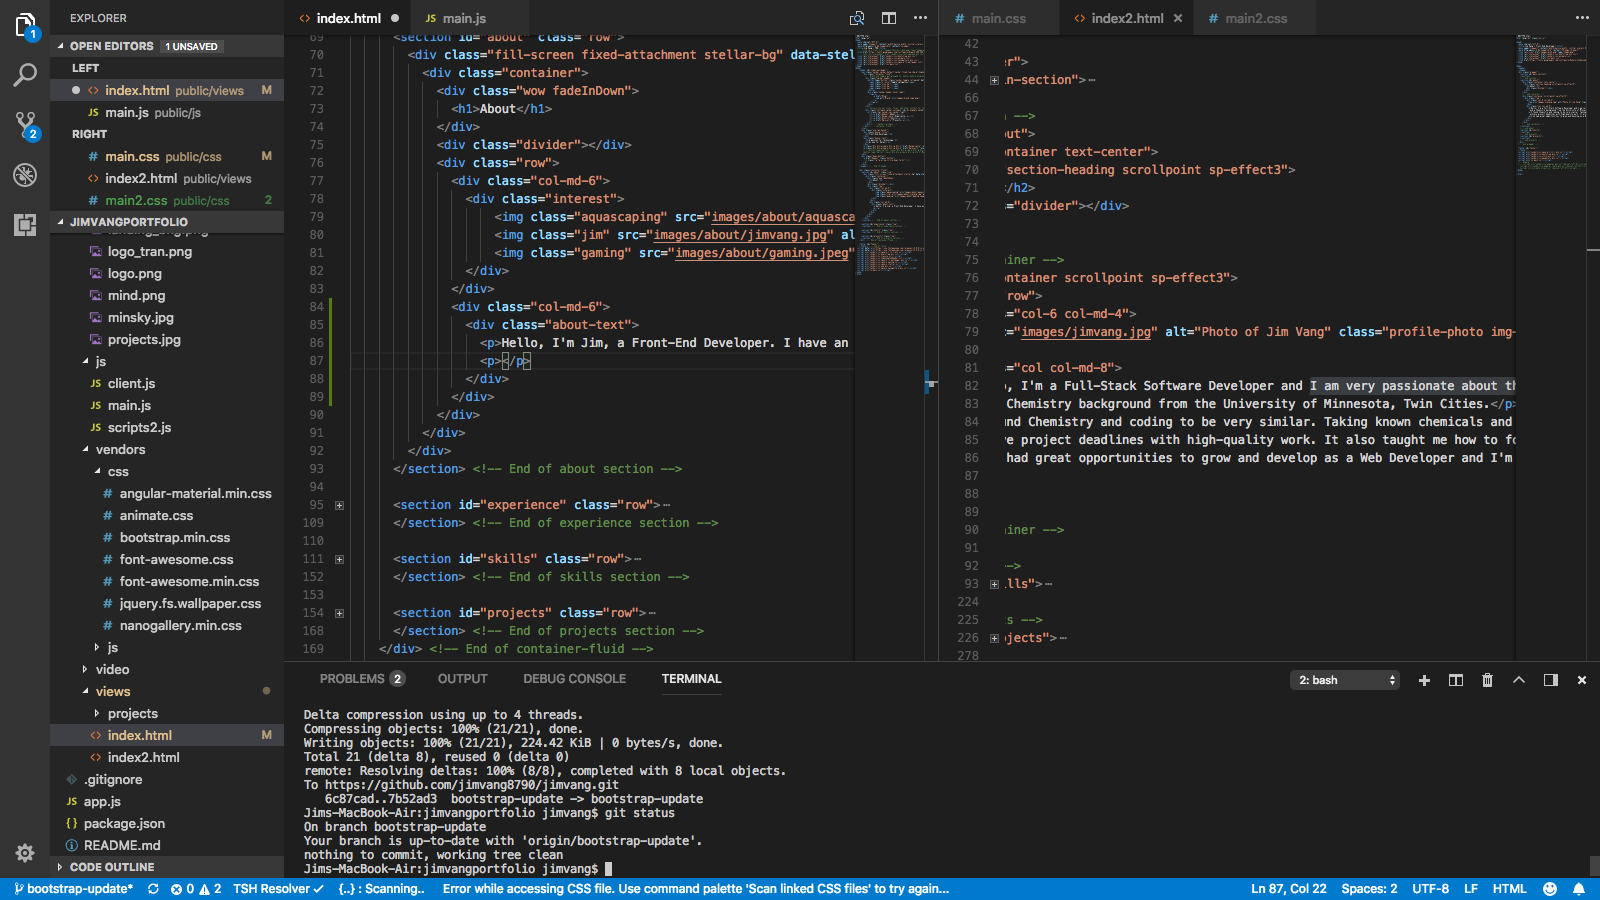 EXPLORER
OPEN EDITORS 1 UNSAVED
LEFT
index.html public/views M
main.js public/js
RIGHT
main.css public/css M
index2.html public/views
main2.css public/css 2
JIMVANGPORTFOLIO
logo_tran.png
logo.png
mind.png
minsky.jpg
projects.jpg
js
client.js
main.js
scripts2.js
vendors
css
angular-material.min.css
animate.css
bootstrap.min.css
font-awesome.css
font-awesome.min.css
jquery.fs.wallpaper.css
nanogallery.min.css
js
video
views
projects
index.html M
index2.html
.gitignore
app.js
package.json
README.md
CODE OUTLINE
1
2
index.html
main.js
69 <section id="about" class="row">
70 <div class="fill-screen fixed-attachment stellar-bg" data-stel
71 <div class="container">
72 <div class="wow fadeInDown">
73 <h1>About</h1>
74 </div>
75 <div class="divider"></div>
76 <div class="row">
77 <div class="col-md-6">
78 <div class="interest">
79 <img class="aquascaping" src="images/about/aquasca
80 <img class="jim" src="images/about/jimvang.jpg" al
81 <img class="gaming" src="images/about/gaming.jpeg"
82 </div>
83 </div>
84 <div class="col-md-6">
85 <div class="about-text">
86 <p>Hello, I'm Jim, a Front-End Developer. I have an
87 <p></p>
88 </div>
89 </div>
90 </div>
91 </div>
92 </div>
93 </section> <!-- End of about section -->
94
95 <section id="experience" class="row">
109 </section> <!-- End of experience section -->
110
111 <section id="skills" class="row">
152 </section> <!-- End of skills section -->
153
154 <section id="projects" class="row">
168 </section> <!-- End of projects section -->
169 </div> <!-- End of container-fluid -->
main.css
index2.html
main2.css
42
43 er">
44 n-section">
66
67 -->
68 out">
69 ontainer text-center">
70 section-heading scrollpoint sp-effect3">
71 </h2>
72 s="divider"></div>
73
74
75 ainer -->
76 ontainer scrollpoint sp-effect3">
77 row">
78 s="col-6 col-md-4">
79 c="images/jimvang.jpg" alt="Photo of Jim Vang" class="profile-photo img-
80
81 s="col col-md-8">
82 o, I'm a Full-Stack Software Developer and I am very passionate about th
83 Chemistry background from the University of Minnesota, Twin Cities.</p>
84 und Chemistry and coding to be very similar. Taking known chemicals and
85 ve project deadlines with high-quality work. It also taught me how to fo
86 had great opportunities to grow and develop as a Web Developer and I'm
87
88
89
90 ainer -->
91
92 -->
93 lls">
224
225 ts -->
226 ojects">
278
PROBLEMS 2 OUTPUT DEBUG CONSOLE TERMINAL 2: bash
Delta compression using up to 4 threads.
Compressing objects: 100% (21/21), done.
Writing objects: 100% (21/21), 224.42 KiB | 0 bytes/s, done.
Total 21 (delta 8), reused 0 (delta 0)
remote: Resolving deltas: 100% (8/8), completed with 8 local objects.
To https://github.com/jimvang8790/jimvang.git
6c87cad..7b52ad3 bootstrap-update -> bootstrap-update
Jims-MacBook-Air:jimvangportfolio jimvang$ git status
On branch bootstrap-update
Your branch is up-to-date with 'origin/bootstrap-update'.
nothing to commit, working tree clean
Jims-MacBook-Air:jimvangportfolio jimvang$
bootstrap-update* 0 2 TSH Resolver ✓ {..} : Scanning.. Error while accessing CSS file. Use command palette 'Scan linked CSS files' to try again... Ln 87, Col 22 Spaces: 2 UTF-8 LF HTML